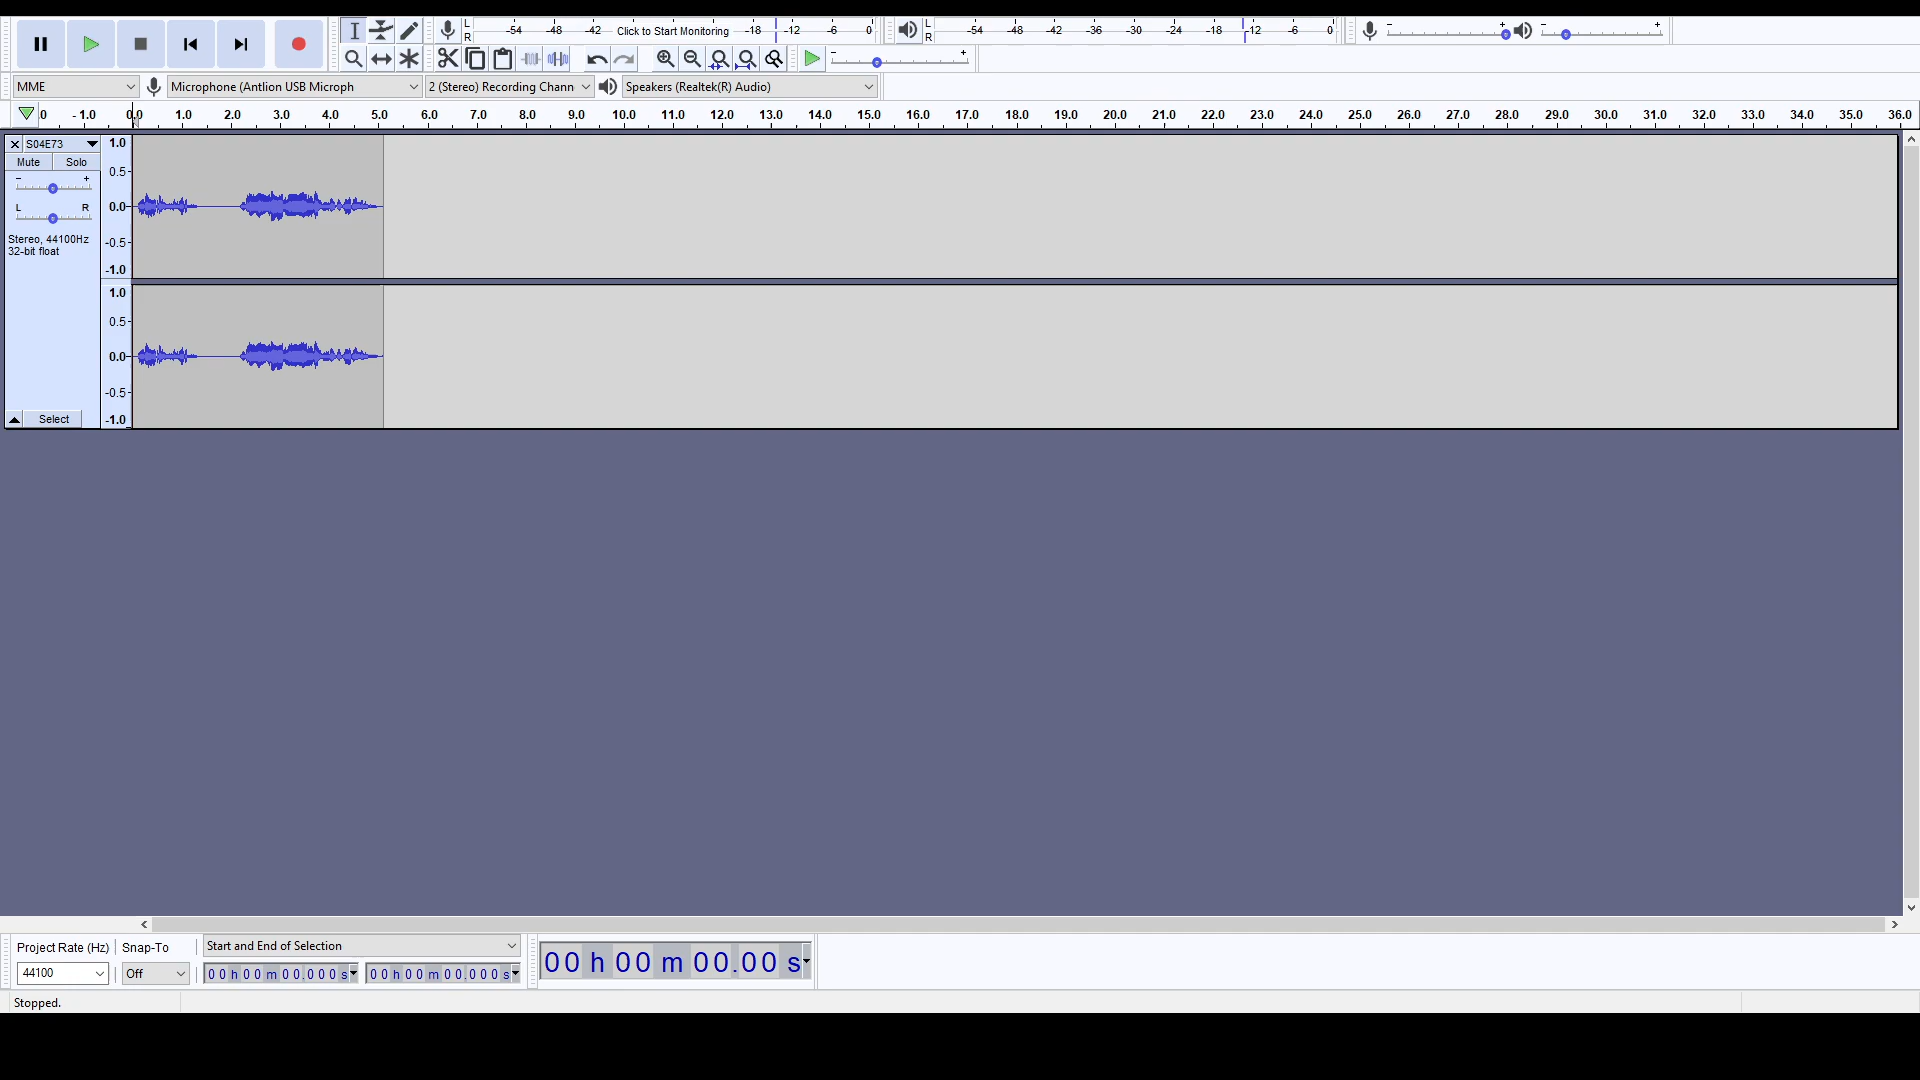 L
R
-54 -48 -42 Click to Start Monitoring -18 -12 -6 0
L
R
-54 -48 -42 -36 -30 -24 -18 -12 -6 0
- +
- +
- +
MME
Microphone (Antlion USB Microph
2 (Stereo) Recording Chann
Speakers (Realtek(R) Audio)
0 -1.0 0.0 1.0 2.0 3.0 4.0 5.0 6.0 7.0 8.0 9.0 10.0 11.0 12.0 13.0 14.0 15.0 16.0 17.0 18.0 19.0 20.0 21.0 22.0 23.0 24.0 25.0 26.0 27.0 28.0 29.0 30.0 31.0 32.0 33.0 34.0 35.0 36.0
S04E73
Mute Solo
- +
L R
Stereo, 44100Hz
32-bit float
Select
1.0
0.5
0.0
-0.5
-1.0
1.0
0.5
0.0
-0.5
-1.0
Project Rate (Hz)
44100
Snap-To
Off
Start and End of Selection
00 h 00 m 00.000 s
00 h 00 m 00.000 s
00 h 00 m 00.00 s
Stopped.